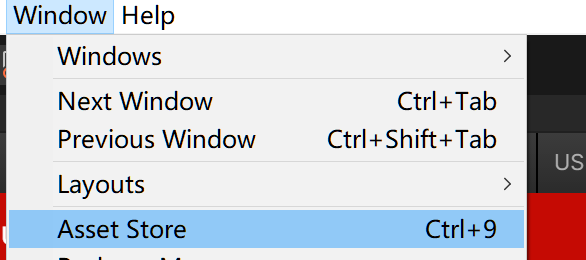 Window Help
Windows
Next Window Ctrl+Tab
Previous Window Ctrl+Shift+Tab
Layouts
US
Asset Store Ctrl+9